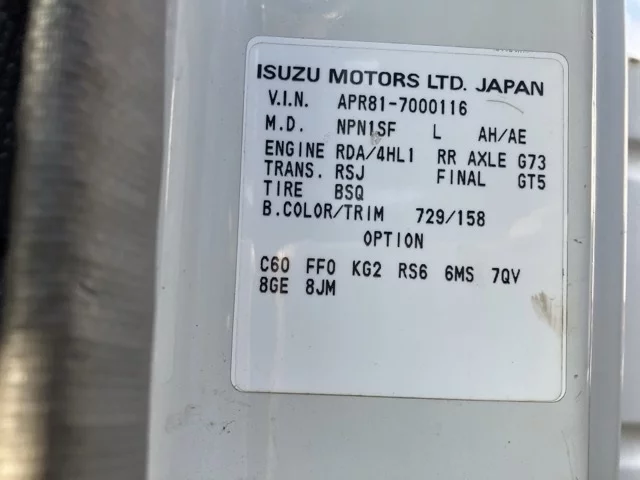 ISUZU MOTORS LTD. JAPAN
V.I.N. APR81-7000116
M.D. NPN1SF L AH/AE
ENGINE RDA/4HL1 RR AXLE G73
TRANS. RSJ FINAL GT5
TIRE BSQ
B.COLOR/TRIM 729/158
OPTION
C60 FF0 KG2 RS6 6MS 7QV
8GE 8JM